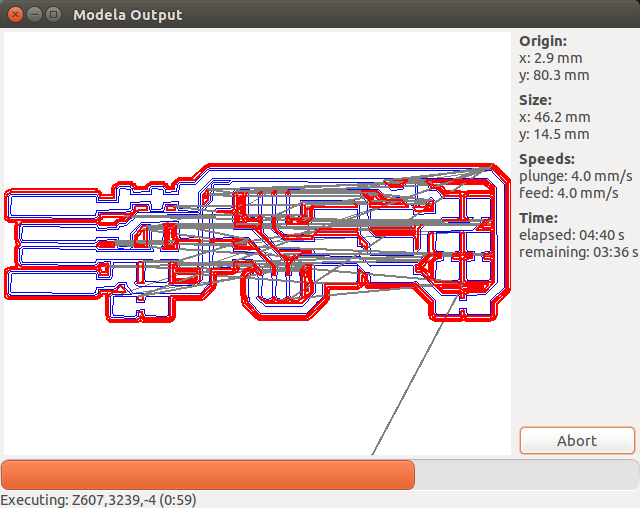 Modela Output
Origin:
x: 2.9 mm
y: 80.3 mm
Size:
x: 46.2 mm
y: 14.5 mm
Speeds:
plunge: 4.0 mm/s
feed: 4.0 mm/s
Time:
elapsed: 04:40 s
remaining: 03:36 s
Abort
Executing: Z607,3239,-4 (0:59)